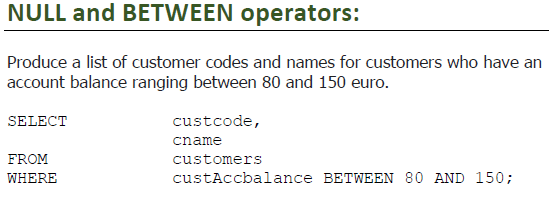 NULL and BETWEEN operators:
Produce a list of customer codes and names for customers who have an
account balance ranging between 80 and 150 euro.
SELECT custcode,
cname
FROM customers
WHERE custAccbalance BETWEEN 80 AND 150;